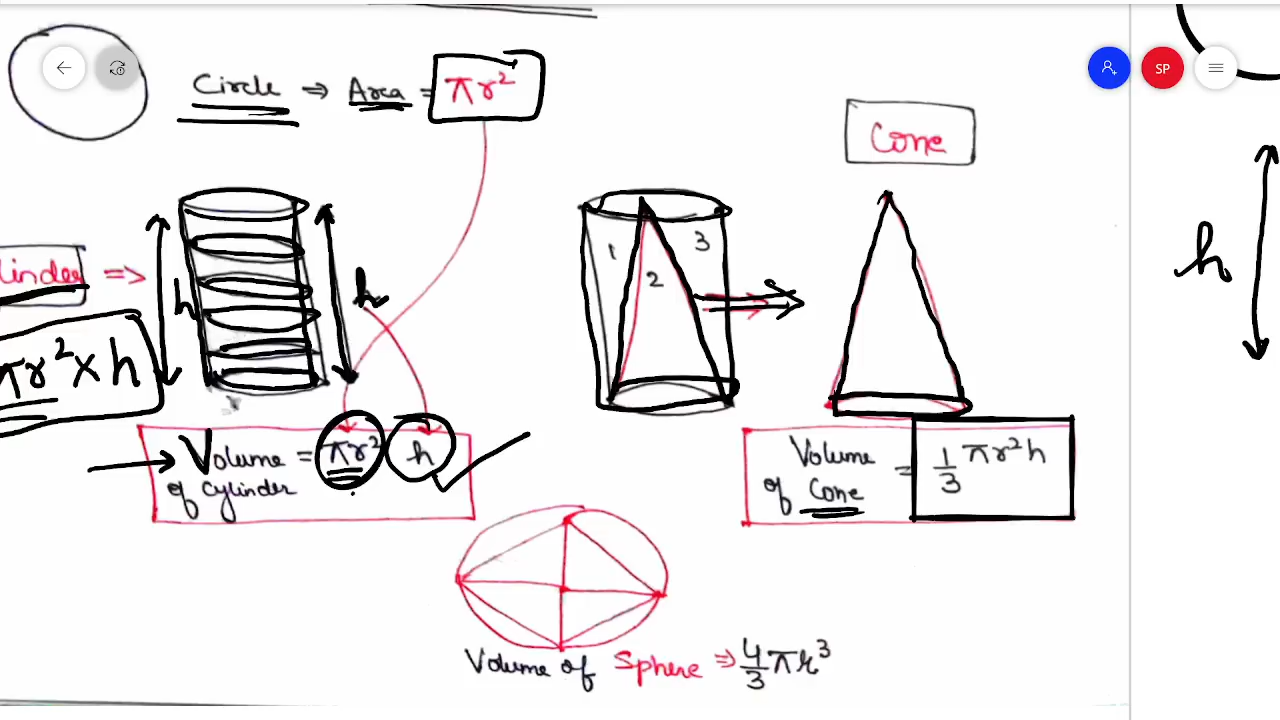 Circle ⇒ Area = πr²
SP
Cone
1
3
2
h
h
h
linder ⇒
πr² x h
Volume = πr² h
of Cylinder
Volume = 1/3 πr²h
of Cone
Volume of Sphere ⇒ 4/3 πr³